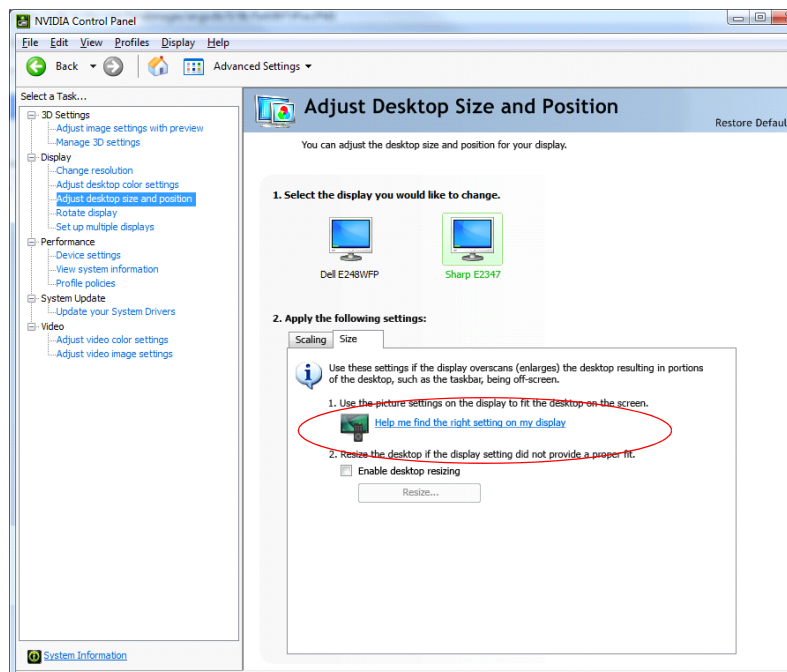 NVIDIA Control Panel
File Edit View Profiles Display Help
Back Advanced Settings
Select a Task...
3D Settings
Adjust image settings with preview
Manage 3D settings
Display
Change resolution
Adjust desktop color settings
Adjust desktop size and position
Rotate display
Set up multiple displays
Performance
Device settings
View system information
Profile policies
System Update
Update your System Drivers
Video
Adjust video color settings
Adjust video image settings
System Information
Adjust Desktop Size and Position
Restore Defaul
You can adjust the desktop size and position for your display.
1. Select the display you would like to change.
Dell E248WFP Sharp E2347
2. Apply the following settings:
Scaling Size
Use these settings if the display overscans (enlarges) the desktop resulting in portions
of the desktop, such as the taskbar, being off-screen.
1. Use the picture settings on the display to fit the desktop on the screen.
Help me find the right setting on my display
2. Resize the desktop if the display setting did not provide a proper fit.
Enable desktop resizing
Resize...